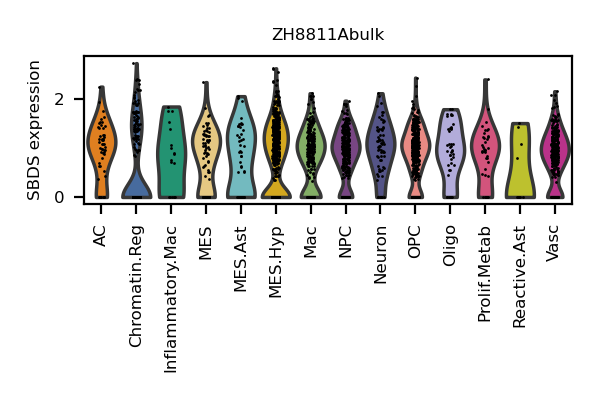 ZH8811Abulk
SBDS expression
2
0
AC
Chromatin.Reg
Inflammatory.Mac
MES
MES.Ast
MES.Hyp
Mac
NPC
Neuron
OPC
Oligo
Prolif.Metab
Reactive.Ast
Vasc